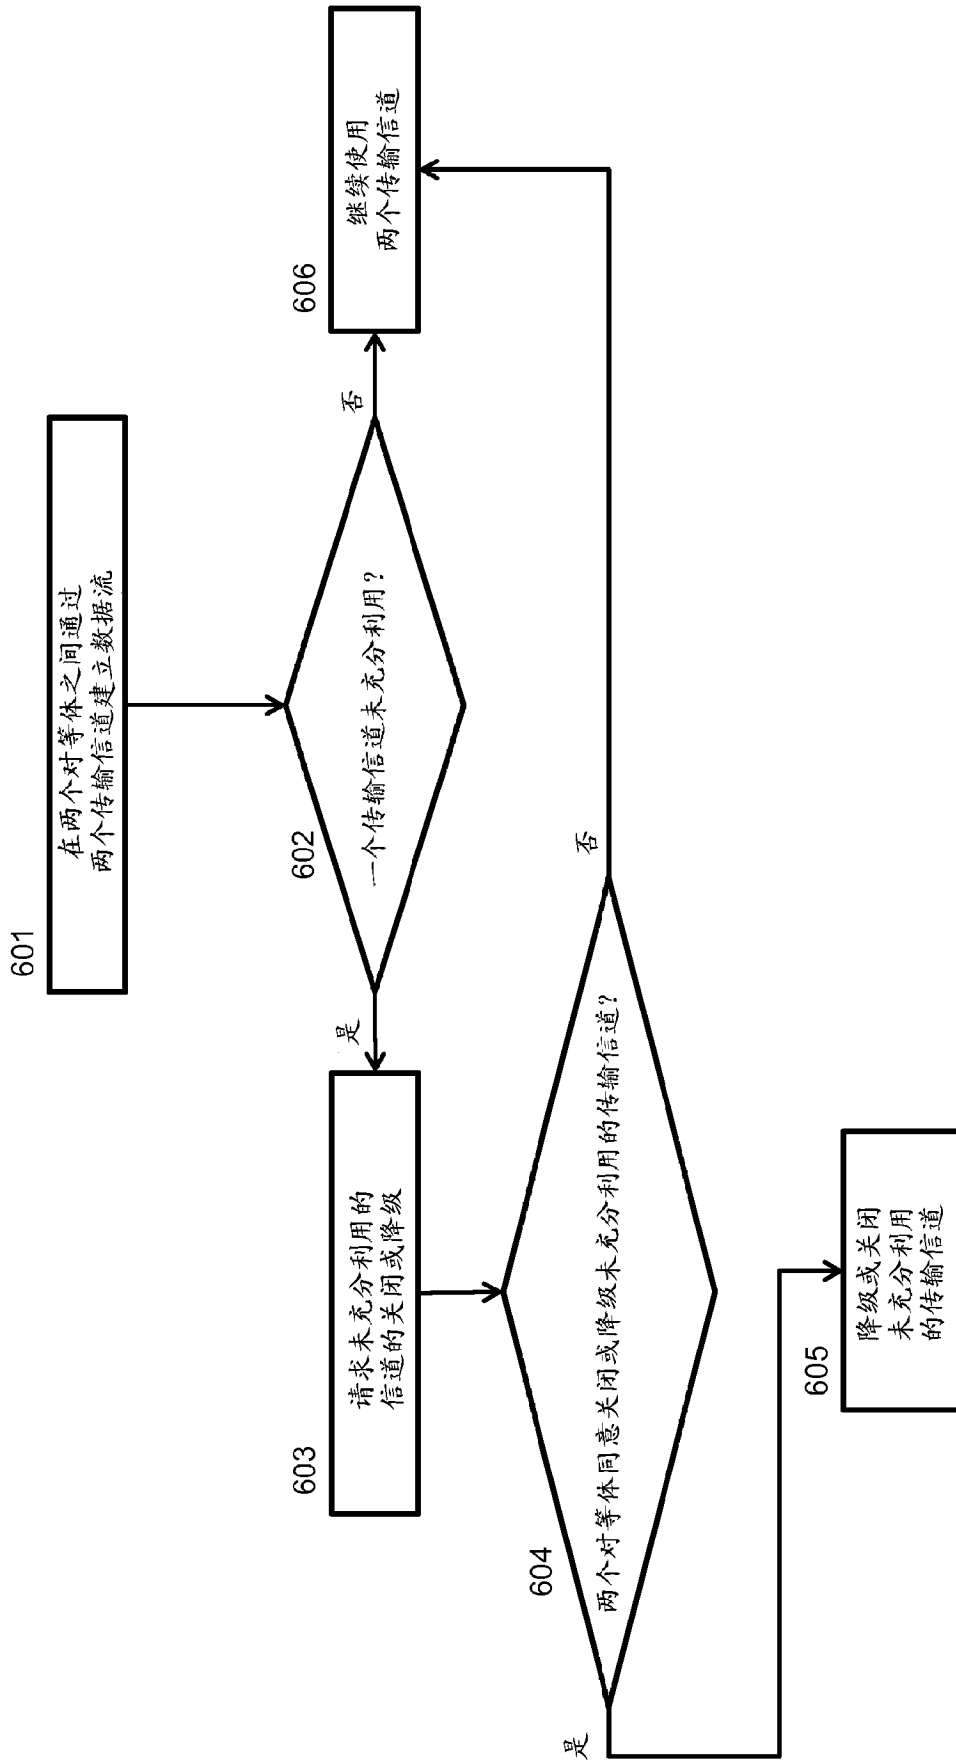 601
在两个对等体之间通过
两个传输信道建立数据流
602
一个传输信道未充分利用?
是
否
603
请求未充分利用的
信道的关闭或降级
606
继续使用
两个传输信道
604
两个对等体同意关闭或降级未充分利用的传输信道?
是
否
605
降级或关闭
未充分利用
的传输信道